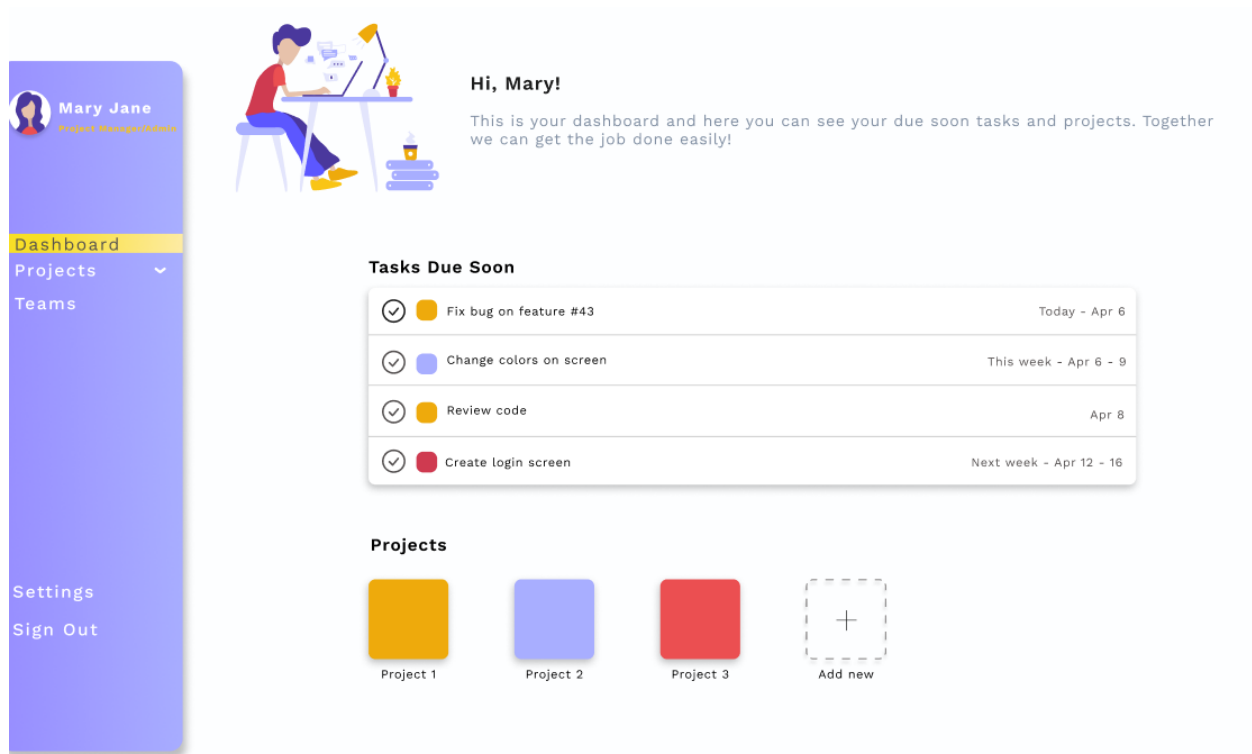 Mary Jane
Project Manager/Admin
Dashboard
Projects
Teams
Settings
Sign Out
Hi, Mary!
This is your dashboard and here you can see your due soon tasks and projects. Together
we can get the job done easily!
Tasks Due Soon
Fix bug on feature #43
Today - Apr 6
Change colors on screen
This week - Apr 6 - 9
Review code
Apr 8
Create login screen
Next week - Apr 12 - 16
Projects
Project 1
Project 2
Project 3
Add new